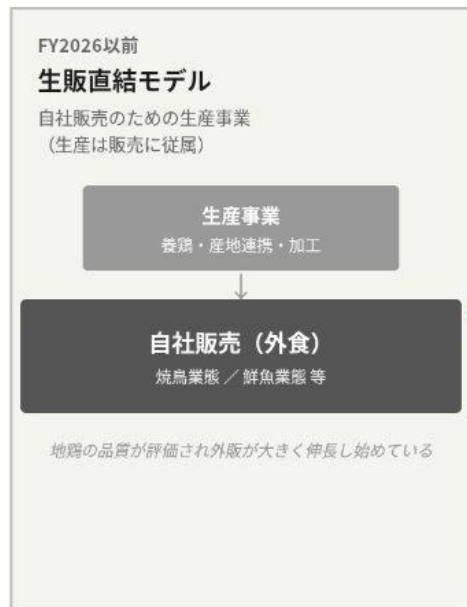 FY2026以前
生販直結モデル
自社販売のための生産事業
（生産は販売に従属）
生産事業
養鶏・産地連携・加工
↓
自社販売（外食）
焼鳥業態 ／ 鮮魚業態 等
地鶏の品質が評価され外販が大きく伸長し始めている